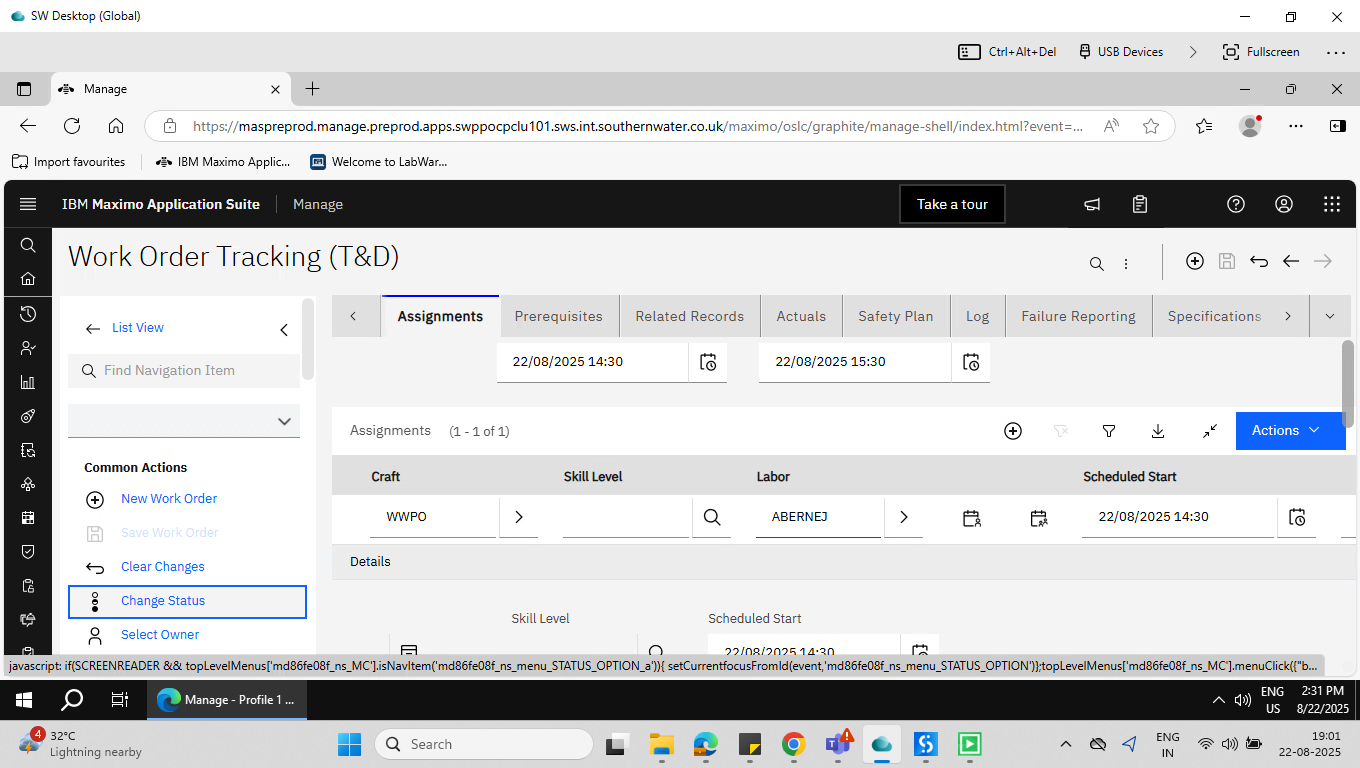 SW Desktop (Global)
Ctrl+Alt+Del USB Devices Fullscreen
Manage
https://maspreprod.manage.preprod.apps.swppocpclu101.sws.int.southernwater.co.uk/maximo/oslc/graphite/manage-shell/index.html?event=...
Import favourites IBM Maximo Applic... Welcome to LabWar...
IBM Maximo Application Suite Manage Take a tour
Work Order Tracking (T&D)
List View
Find Navigation Item
Common Actions
New Work Order
Save Work Order
Clear Changes
Change Status
Select Owner
Assignments Prerequisites Related Records Actuals Safety Plan Log Failure Reporting Specifications
22/08/2025 14:30 22/08/2025 15:30
Assignments (1 - 1 of 1) Actions
Craft Skill Level Labor Scheduled Start
WWPO ABERNEJ 22/08/2025 14:30
Details
Skill Level Scheduled Start
22/08/2025 14:30
javascript: if(SCREENREADER && topLevelMenus['md86fe08f_ns_MC'].isNavItem('md86fe08f_ns_menu_STATUS_OPTION_a')){ setCurrentfocusFromId(event,'md86fe08f_ns_menu_STATUS_OPTION')};topLevelMenus['md86fe08f_ns_MC'].menuClick({"b...
Manage - Profile 1 ...
ENG
US
2:31 PM
8/22/2025
4
32°C
Lightning nearby
Search
ENG
IN
19:01
22-08-2025